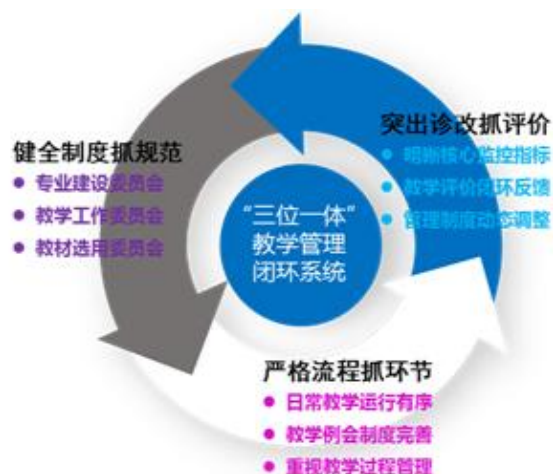 健全制度抓规范
● 专业建设委员会
● 教学工作委员会
● 教材选用委员会
突出诊改抓评价
● 明晰核心监控指标
● 教学评价闭环反馈
● 管理制度动态调整
“三位一体”
教学管理
闭环系统
严格流程抓环节
● 日常教学运行有序
● 教学例会制度完善
● 重视教学过程管理